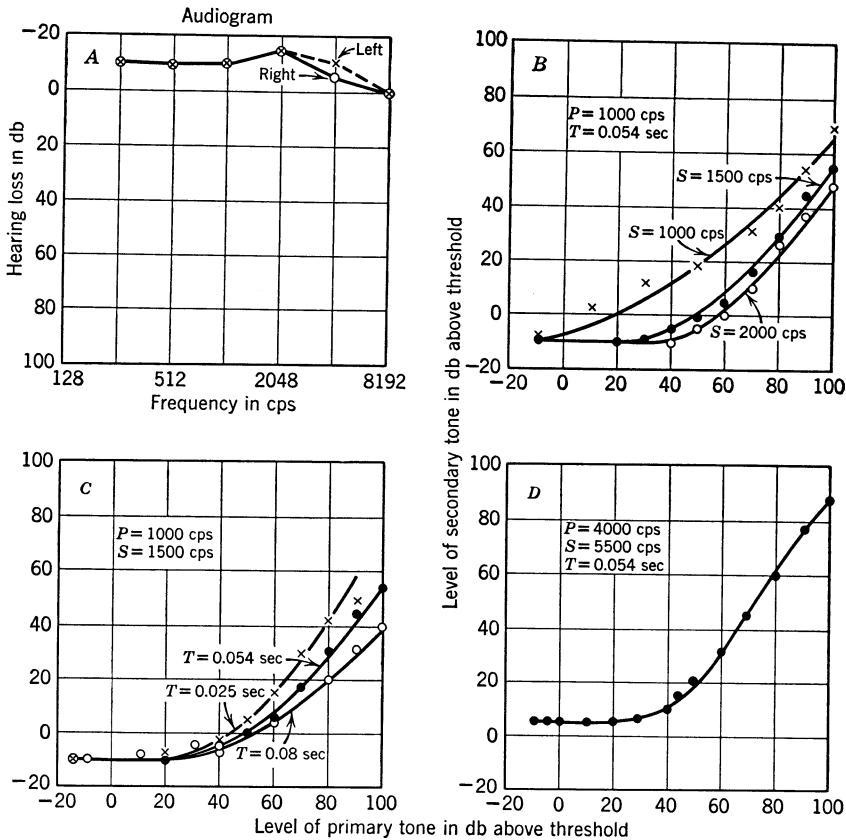 Audiogram
−20
0
20
40
60
80
100
Hearing loss in db
A
Left
Right
128
512
2048
8192
Frequency in cps
100
80
60
40
20
0
−20
B
P = 1000 cps
T = 0.054 sec
S = 1500 cps
S = 1000 cps
S = 2000 cps
−20
0
20
40
60
80
100
Level of secondary tone in db above threshold
100
80
60
40
20
0
−20
C
P = 1000 cps
S = 1500 cps
T = 0.054 sec
T = 0.025 sec
T = 0.08 sec
−20
0
20
40
60
80
100
100
80
60
40
20
0
−20
D
P = 4000 cps
S = 5500 cps
T = 0.054 sec
−20
0
20
40
60
80
100
Level of primary tone in db above threshold